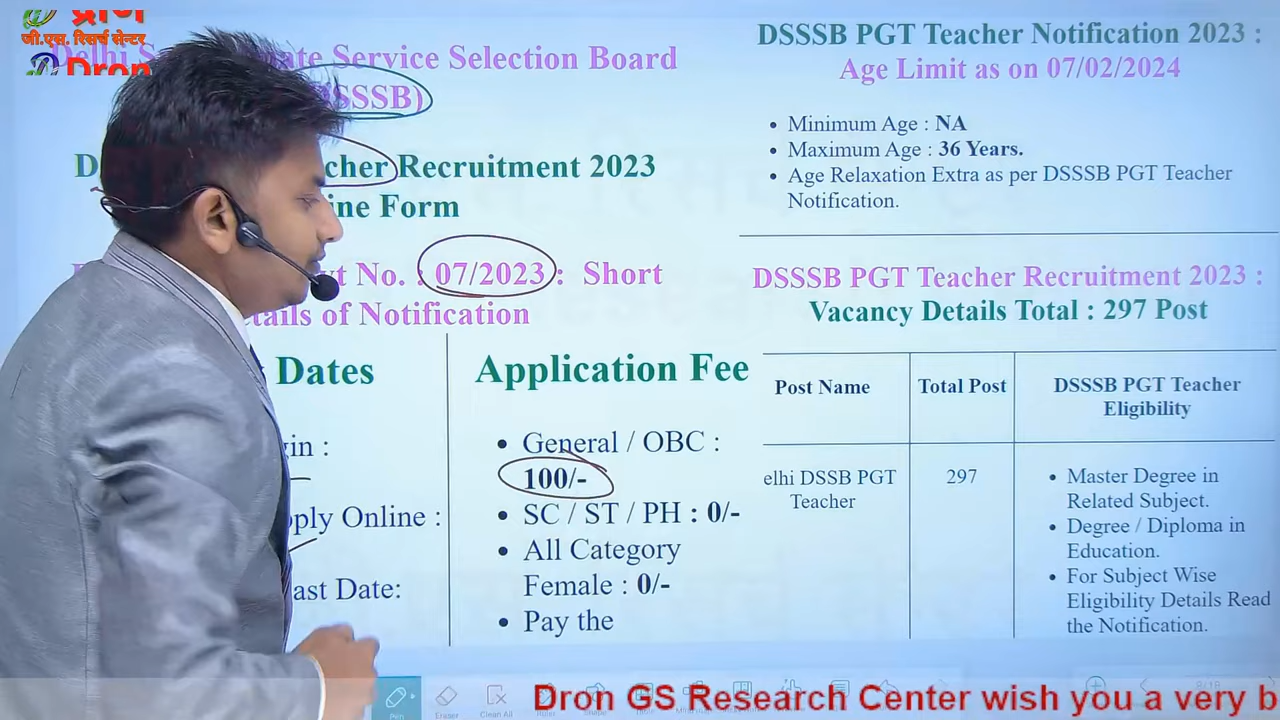 द्रोण
जी.एस. रिसर्च सेन्टर
Dron
Delhi S ate Service Selection Board
SSSB)
cher Recruitment 2023
ine Form
No. : 07/2023 : Short
tails of Notification
Dates
gin :
pply Online :
ast Date:
Application Fee
• General / OBC :
100/-
• SC / ST / PH : 0/-
• All Category
Female : 0/-
• Pay the
DSSSB PGT Teacher Notification 2023 :
Age Limit as on 07/02/2024
• Minimum Age : NA
• Maximum Age : 36 Years.
• Age Relaxation Extra as per DSSSB PGT Teacher
Notification.
DSSSB PGT Teacher Recruitment 2023 :
Vacancy Details Total : 297 Post
Post Name
Total Post
DSSSB PGT Teacher
Eligibility
elhi DSSB PGT
Teacher
297
• Master Degree in
Related Subject.
• Degree / Diploma in
Education.
• For Subject Wise
Eligibility Details Read
the Notification.
Pen
Eraser
Clean All
Dron GS Research Center wish you a very b